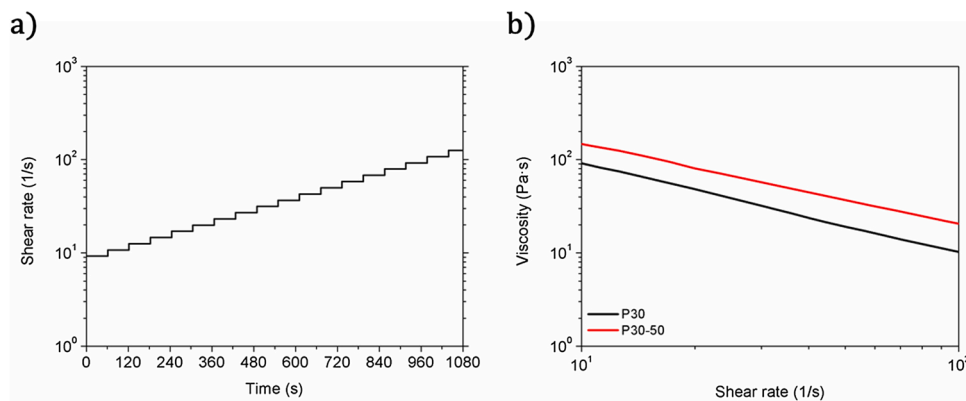 a)
b)
10³
10²
10¹
10⁰
Shear rate (1/s)
0 120 240 360 480 600 720 840 960 1080
Time (s)
10³
10²
10¹
10⁰
Viscosity (Pa·s)
P30
P30-50
10¹
Shear rate (1/s)